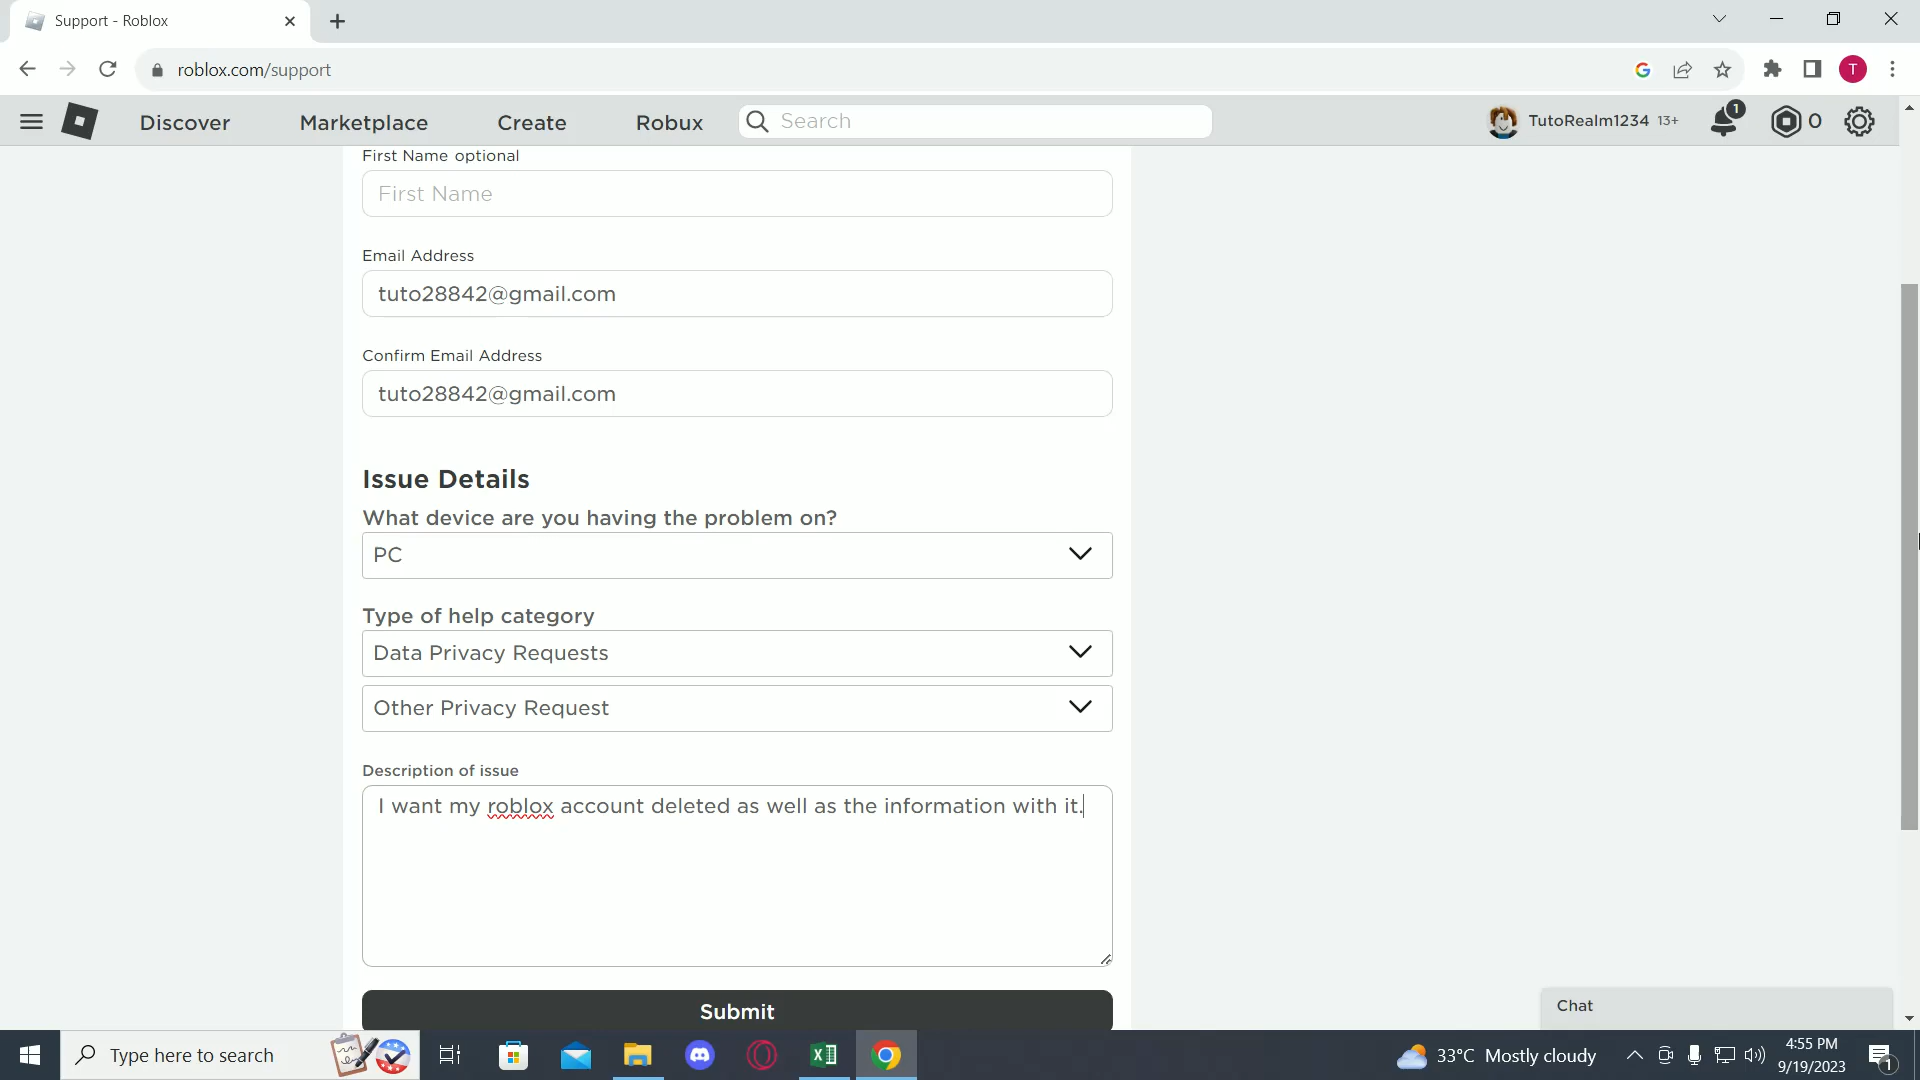 Support - Roblox
roblox.com/support
Discover Marketplace Create Robux Search TutoRealm1234 13+ 1 0
First Name optional
First Name
Email Address
tuto28842@gmail.com
Confirm Email Address
tuto28842@gmail.com
Issue Details
What device are you having the problem on?
PC
Type of help category
Data Privacy Requests
Other Privacy Request
Description of issue
I want my roblox account deleted as well as the information with it.
Submit
Chat
Type here to search
33°C Mostly cloudy
4:55 PM
9/19/2023
1
T